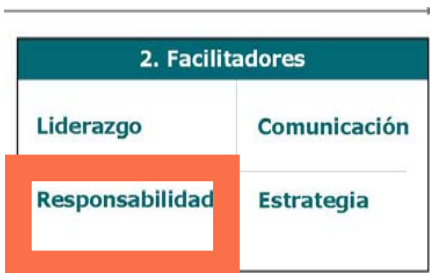 2. Facilitadores
Liderazgo Comunicación
Responsabilidad Estrategia